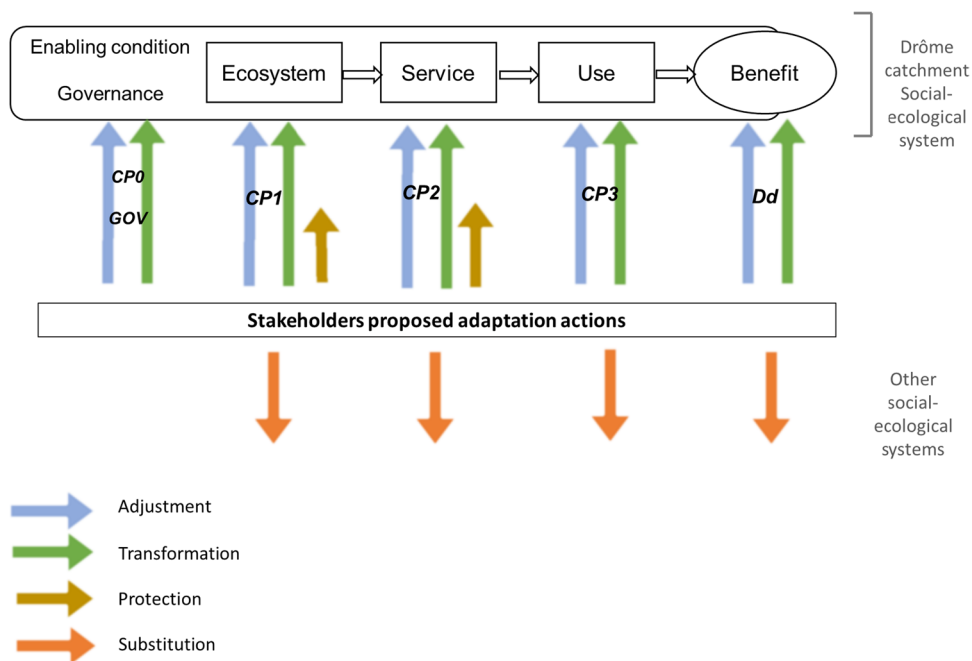 Enabling condition
Governance
Ecosystem
Service
Use
Benefit
Drôme
catchment
Social-
ecological
system
CP0
GOV
CP1
CP2
CP3
Dd
Stakeholders proposed adaptation actions
Other
social-
ecological
systems
Adjustment
Transformation
Protection
Substitution